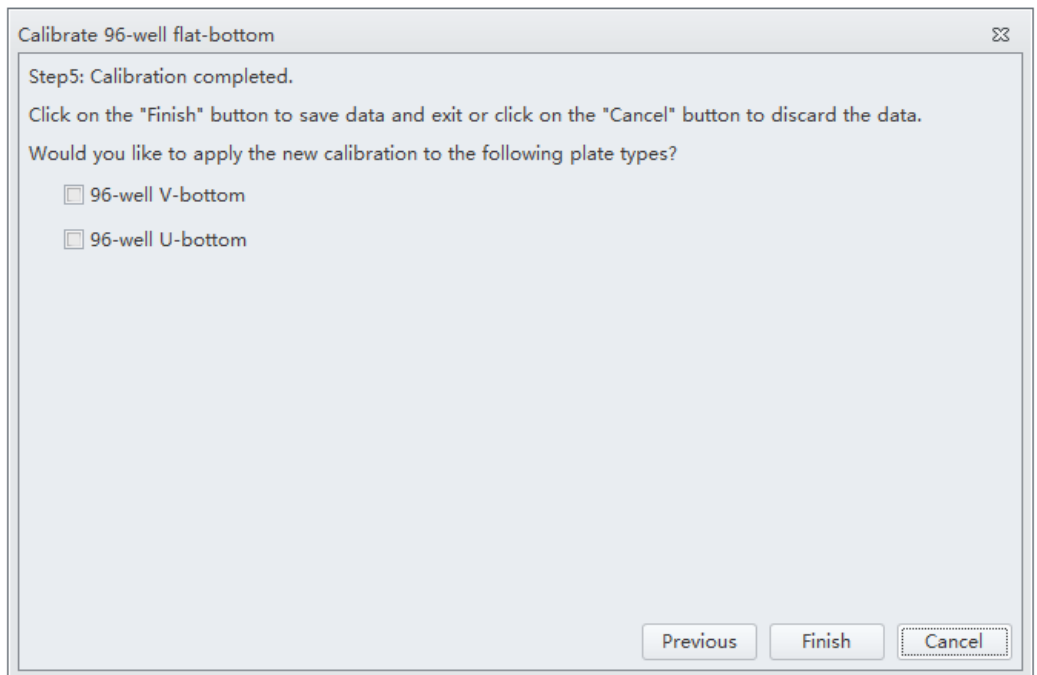 Calibrate 96-well flat-bottom
Step5: Calibration completed.
Click on the "Finish" button to save data and exit or click on the "Cancel" button to discard the data.
Would you like to apply the new calibration to the following plate types?
96-well V-bottom
96-well U-bottom
Previous Finish Cancel